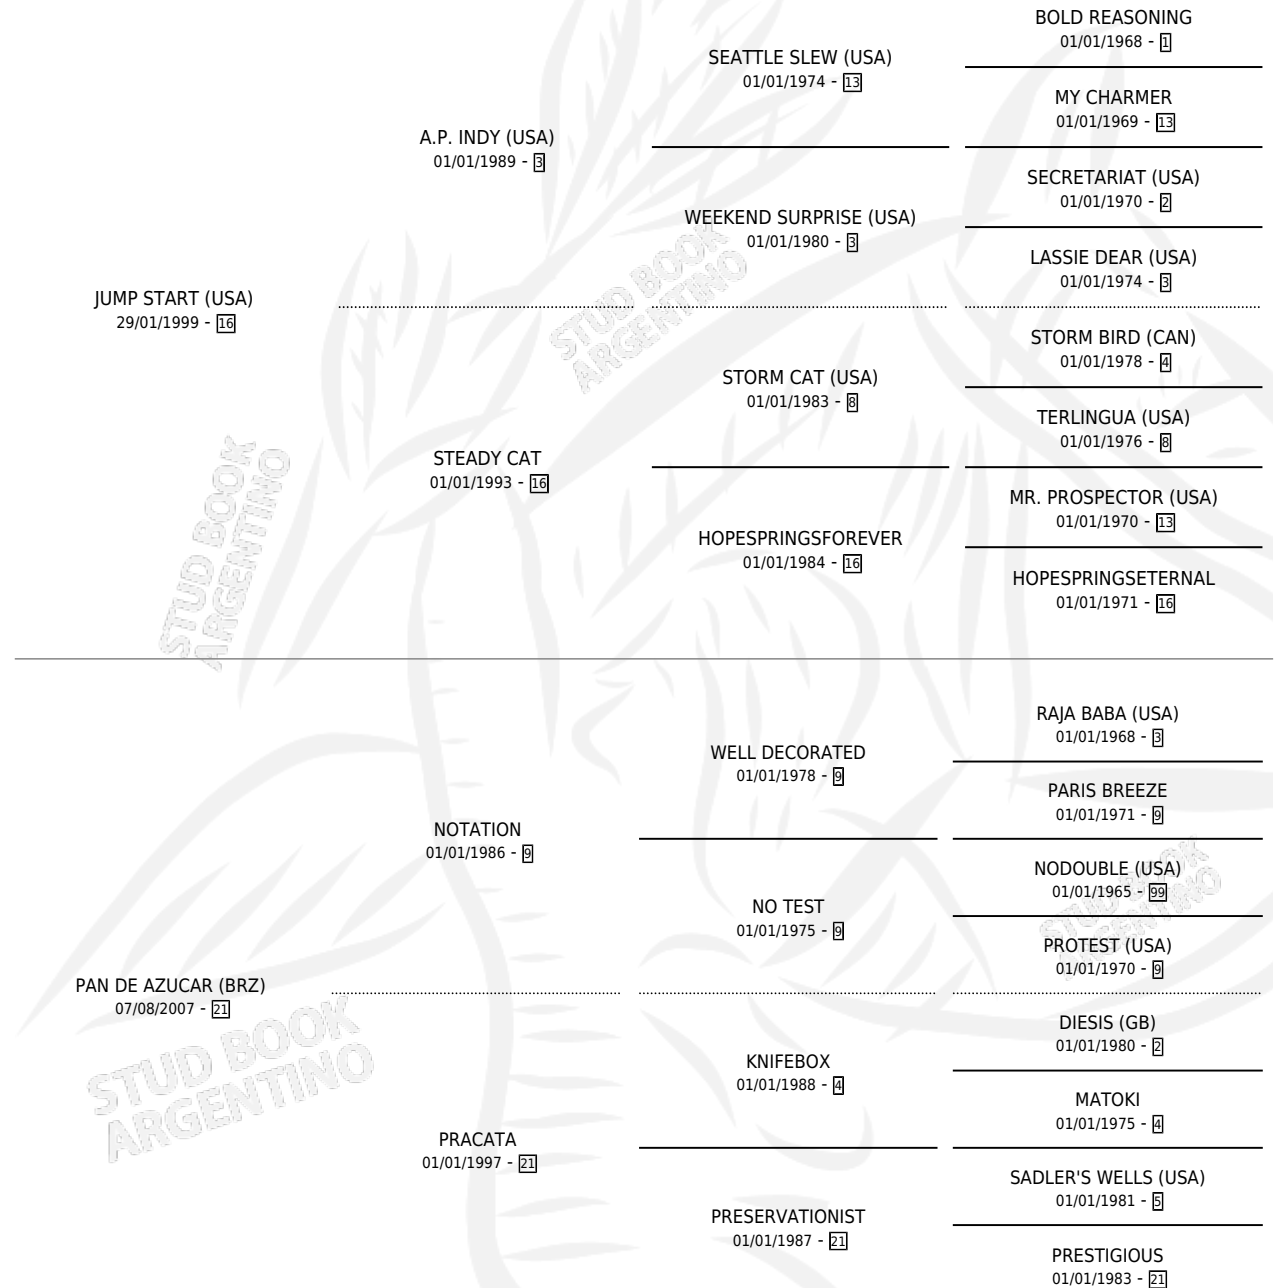 BOLD REASONING
01/01/1968 - 1
SEATTLE SLEW (USA)
01/01/1974 - 13
MY CHARMER
01/01/1969 - 13
A.P. INDY (USA)
01/01/1989 - 3
SECRETARIAT (USA)
01/01/1970 - 2
WEEKEND SURPRISE (USA)
01/01/1980 - 3
LASSIE DEAR (USA)
01/01/1974 - 3
JUMP START (USA)
29/01/1999 - 16
STORM BIRD (CAN)
01/01/1978 - 4
STORM CAT (USA)
01/01/1983 - 8
TERLINGUA (USA)
01/01/1976 - 8
STEADY CAT
01/01/1993 - 16
MR. PROSPECTOR (USA)
01/01/1970 - 13
HOPESPRINGSFOREVER
01/01/1984 - 16
HOPESPRINGSETERNAL
01/01/1971 - 16
RAJA BABA (USA)
01/01/1968 - 3
WELL DECORATED
01/01/1978 - 9
PARIS BREEZE
01/01/1971 - 9
NOTATION
01/01/1986 - 9
NODOUBLE (USA)
01/01/1965 - 99
NO TEST
01/01/1975 - 9
PROTEST (USA)
01/01/1970 - 9
PAN DE AZUCAR (BRZ)
07/08/2007 - 21
DIESIS (GB)
01/01/1980 - 2
KNIFEBOX
01/01/1988 - 4
MATOKI
01/01/1975 - 4
PRACATA
01/01/1997 - 21
SADLER'S WELLS (USA)
01/01/1981 - 5
PRESERVATIONIST
01/01/1987 - 21
PRESTIGIOUS
01/01/1983 - 21
STUD BOOK
ARGENTINO
STUD BOOK
ARGENTINO
STUD BOOK
ARGENTINO
STUD BOOK
ARGENTINO